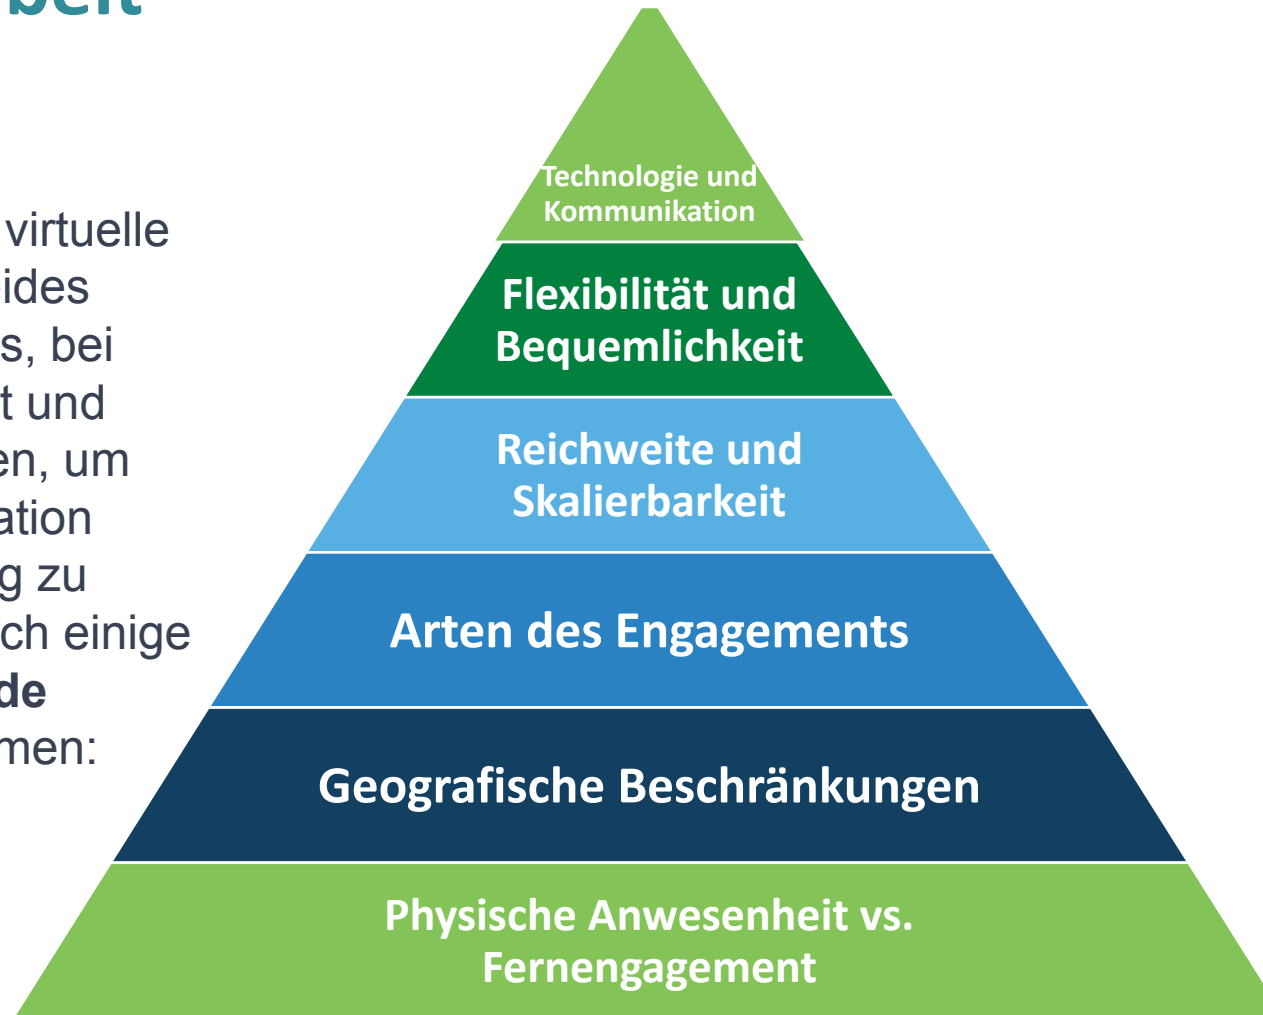 beit
virtuelle
ides
s, bei
t und
en, um
ation
g zu
ch einige
de
men:
Technologie und
Kommunikation
Flexibilität und
Bequemlichkeit
Reichweite und
Skalierbarkeit
Arten des Engagements
Geografische Beschränkungen
Physische Anwesenheit vs.
Fernengagement